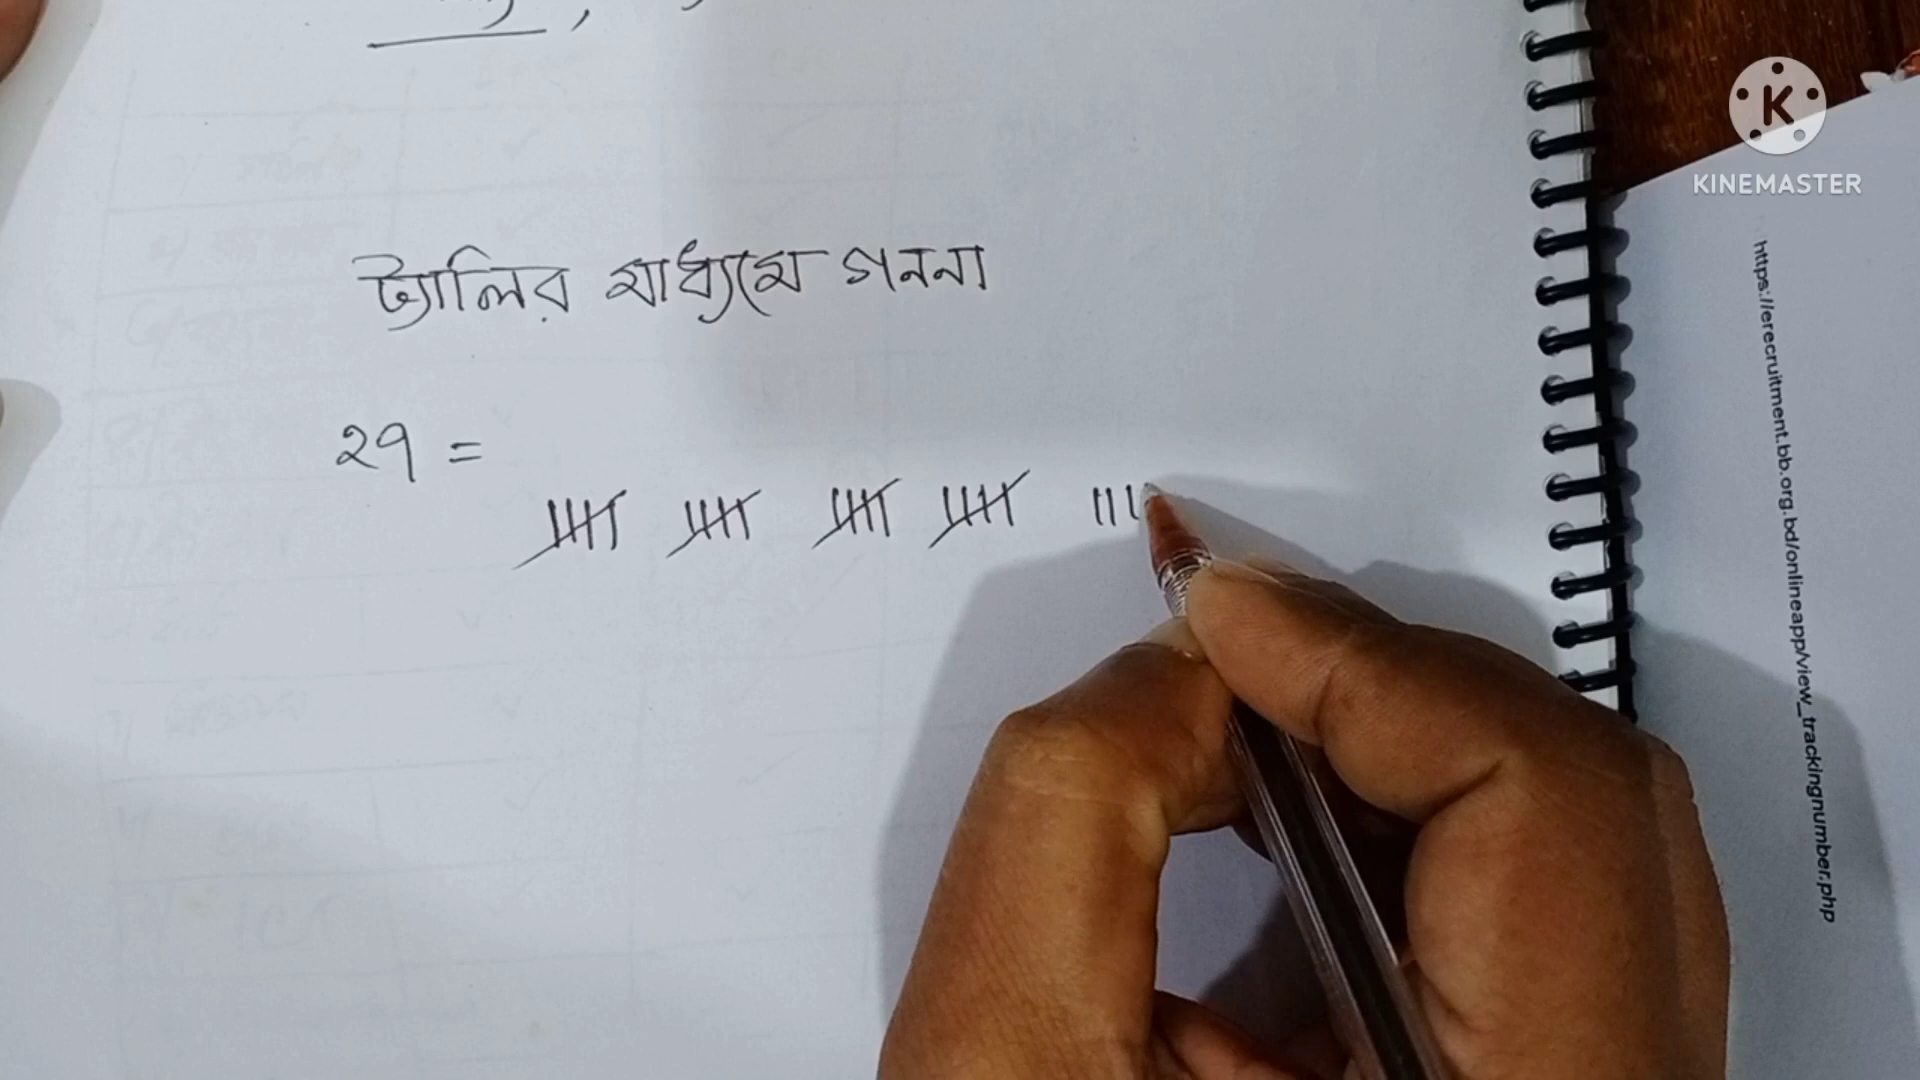 ট্যালির মাধ্যমে গননা
২৭ =
KINEMASTER
https://erecruitment.bb.org.bd/onlineapp/view_trackingnumber.php